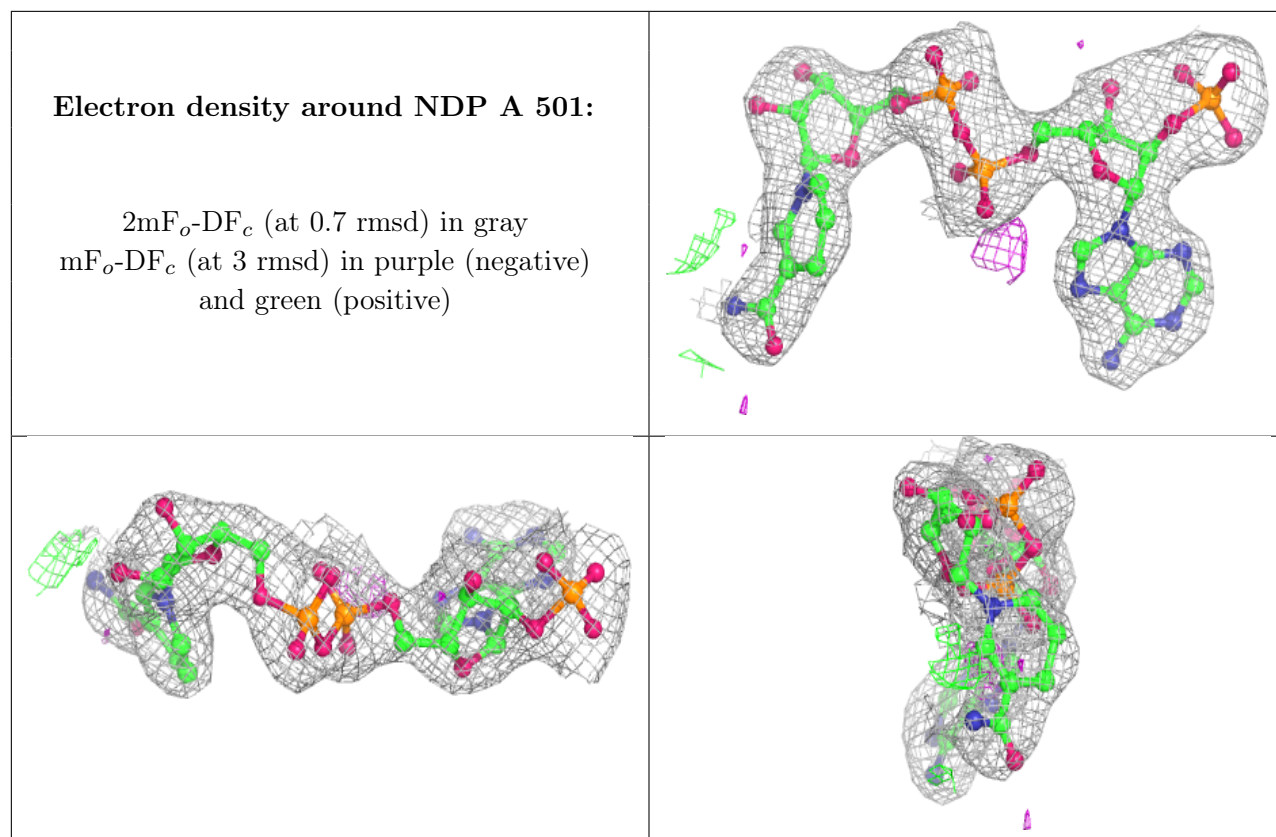 Electron density around NDP A 501:
2mFo-DFc (at 0.7 rmsd) in gray
mFo-DFc (at 3 rmsd) in purple (negative)
and green (positive)